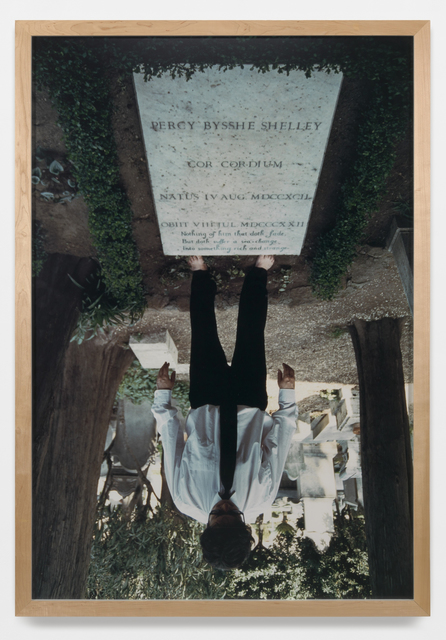 PERCY BYSSHE SHELLEY
COR CORDIUM
NATUS IV AUG. MDCCXCII
OBIIT VIII JUL. MDCCCXXII
Nothing of him that doth fade,
But doth suffer a sea-change
Into something rich and strange.